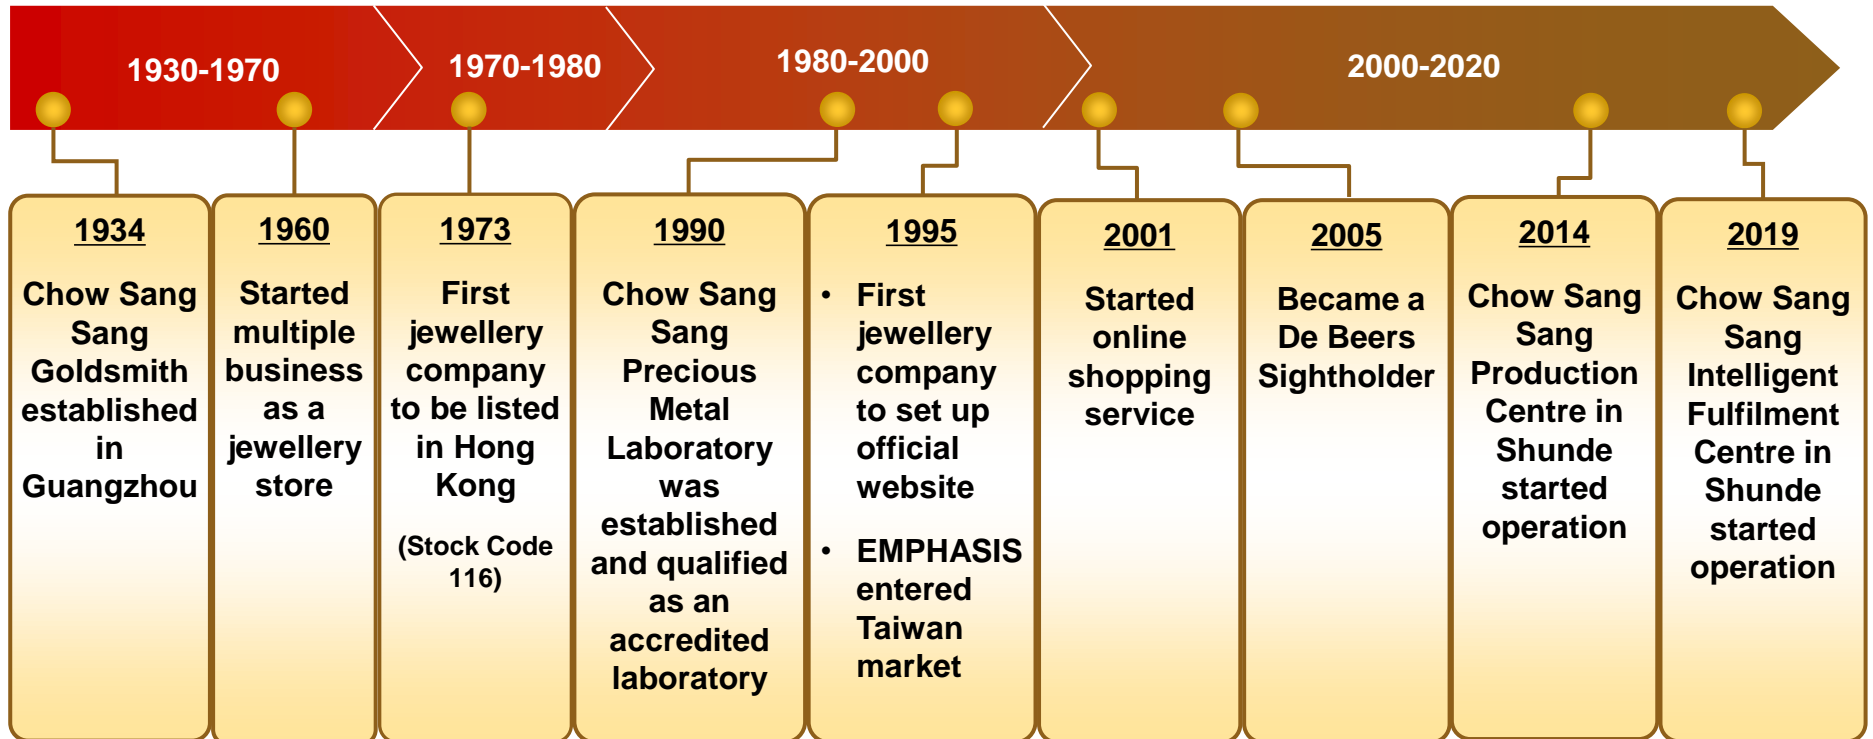 1930-1970
1970-1980
1980-2000
2000-2020
1934
Chow Sang
Sang
Goldsmith
established
in
Guangzhou
1960
Started
multiple
business
as a
jewellery
store
1973
First
jewellery
company
to be listed
in Hong
Kong
(Stock Code
116)
1990
Chow Sang
Sang
Precious
Metal
Laboratory
was
established
and qualified
as an
accredited
laboratory
1995
• First
jewellery
company
to set up
official
website
• EMPHASIS
entered
Taiwan
market
2001
Started
online
shopping
service
2005
Became a
De Beers
Sightholder
2014
Chow Sang
Sang
Production
Centre in
Shunde
started
operation
2019
Chow Sang
Sang
Intelligent
Fulfilment
Centre in
Shunde
started
operation